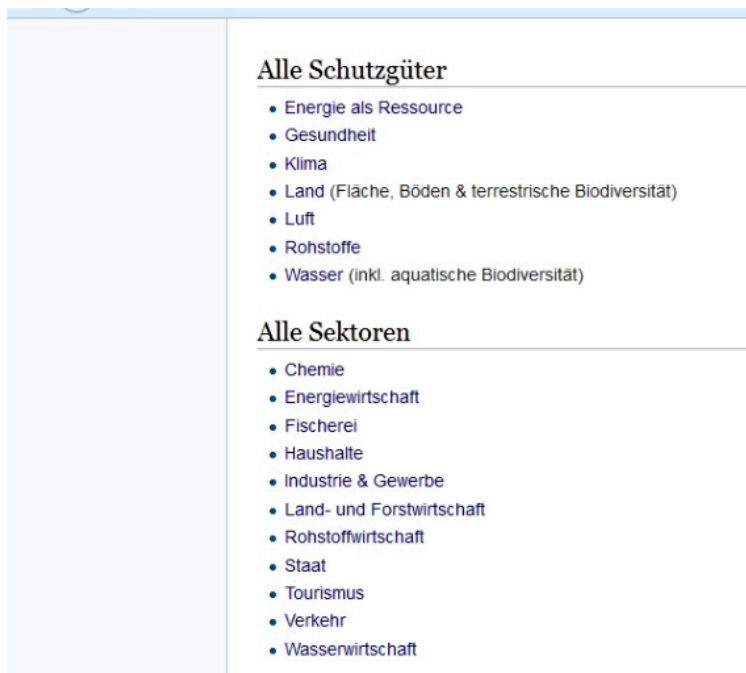 Alle Schutzgüter
Energie als Ressource
Gesundheit
Klima
Land (Fläche, Böden & terrestrische Biodiversität)
Luft
Rohstoffe
Wasser (inkl. aquatische Biodiversität)
Alle Sektoren
Chemie
Energiewirtschaft
Fischerei
Haushalte
Industrie & Gewerbe
Land- und Forstwirtschaft
Rohstoffwirtschaft
Staat
Tourismus
Verkehr
Wasserwirtschaft